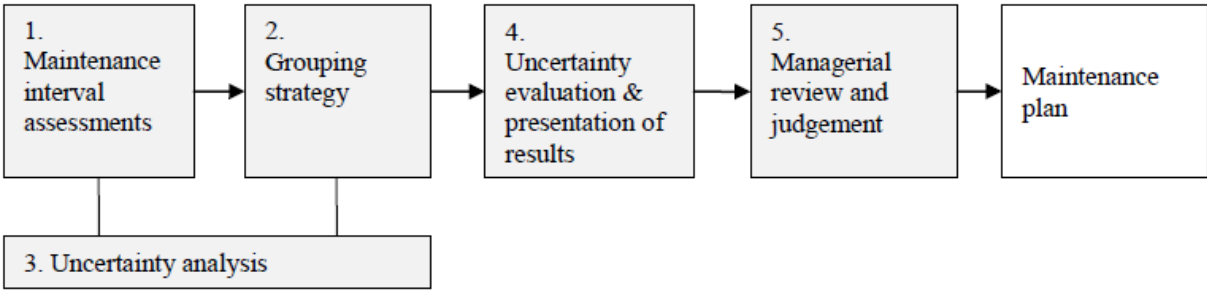 1.
Maintenance
interval
assessments
2.
Grouping
strategy
4.
Uncertainty
evaluation &
presentation of
results
5.
Managerial
review and
judgement
Maintenance
plan
3. Uncertainty analysis